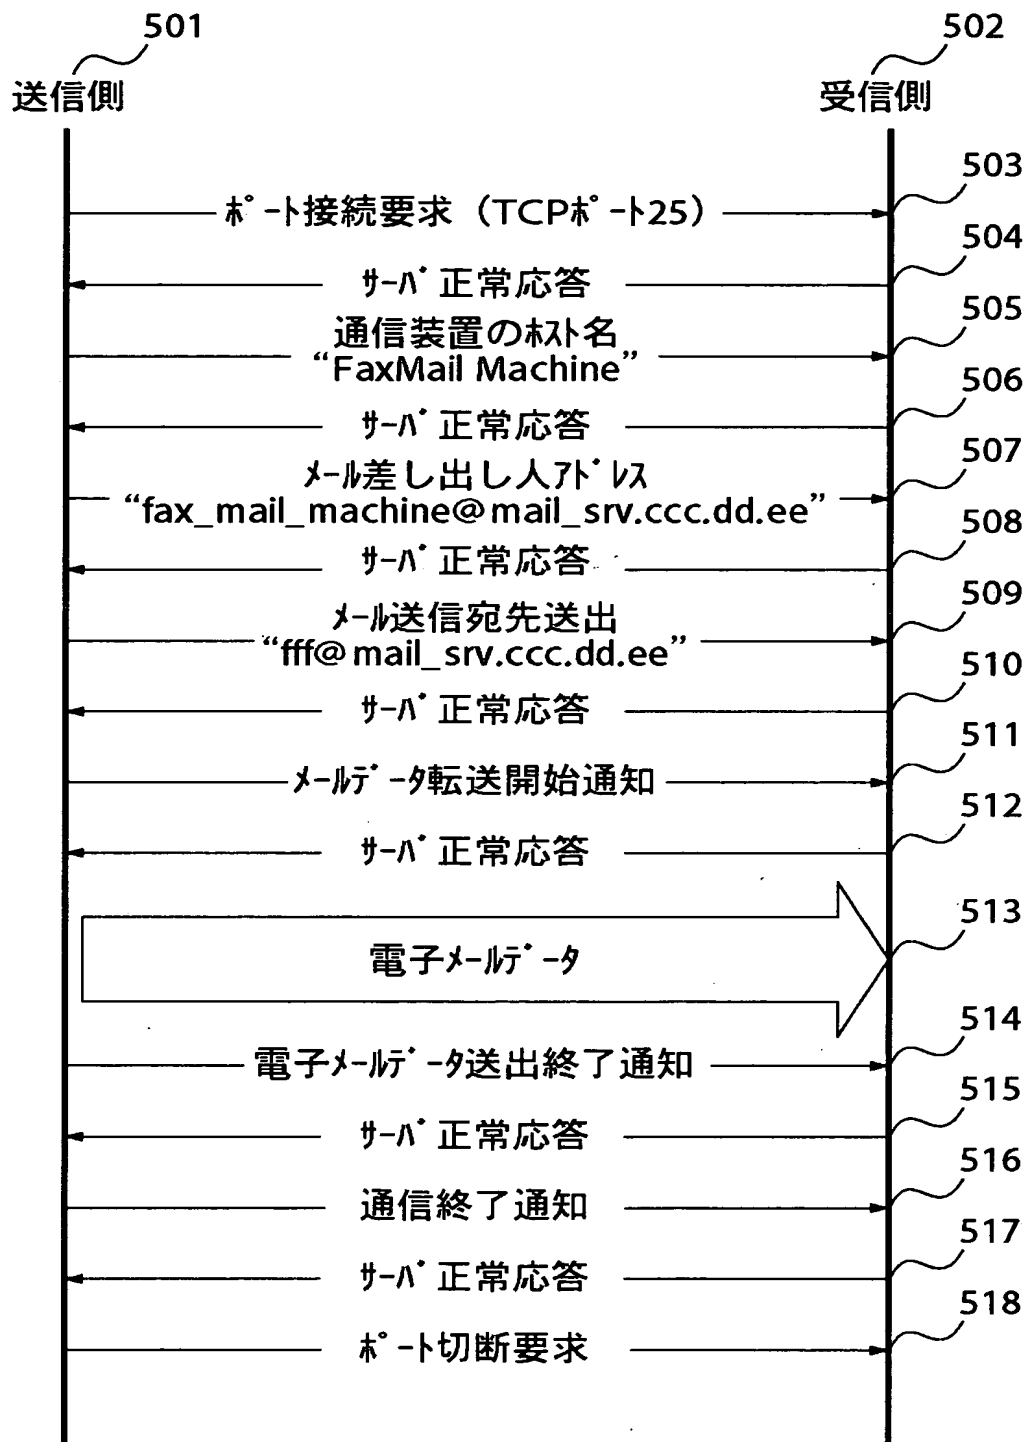 501
502
送信側
受信側
503
ﾎﾟｰﾄ接続要求（TCPﾎﾟｰﾄ25）
504
ｻｰﾊﾞ正常応答
505
通信装置のﾎｽﾄ名
“FaxMail Machine”
506
ｻｰﾊﾞ正常応答
507
ﾒｰﾙ差し出し人ｱﾄﾞﾚｽ
“fax_mail_machine@mail_srv.ccc.dd.ee”
508
ｻｰﾊﾞ正常応答
509
ﾒｰﾙ送信宛先送出
“fff@mail_srv.ccc.dd.ee”
510
ｻｰﾊﾞ正常応答
511
ﾒｰﾙﾃﾞｰﾀ転送開始通知
512
ｻｰﾊﾞ正常応答
513
電子ﾒｰﾙﾃﾞｰﾀ
514
電子ﾒｰﾙﾃﾞｰﾀ送出終了通知
515
ｻｰﾊﾞ正常応答
516
通信終了通知
517
ｻｰﾊﾞ正常応答
518
ﾎﾟｰﾄ切断要求